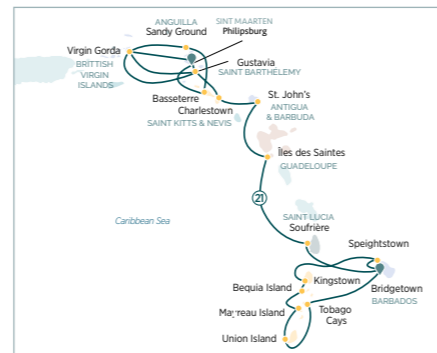 ANGUILLA
Sandy Ground
SINT MAARTEN
Philipsburg
Virgin Gorda
BRITTISH
VIRGIN
ISLANDS
Gustavia
SAINT BARTHÉLEMY
Basseterre
Charlestown
SAINT KITTS & NEVIS
St. John's
ANTIGUA
& BARBUDA
Îles des Saintes
GUADELOUPE
21
Caribbean Sea
SAINT LUCIA
Soufrière
Speightstown
Kingstown
Bequia Island
Bridgetown
BARBADOS
Mayreau Island
Tobago
Cays
Union Island